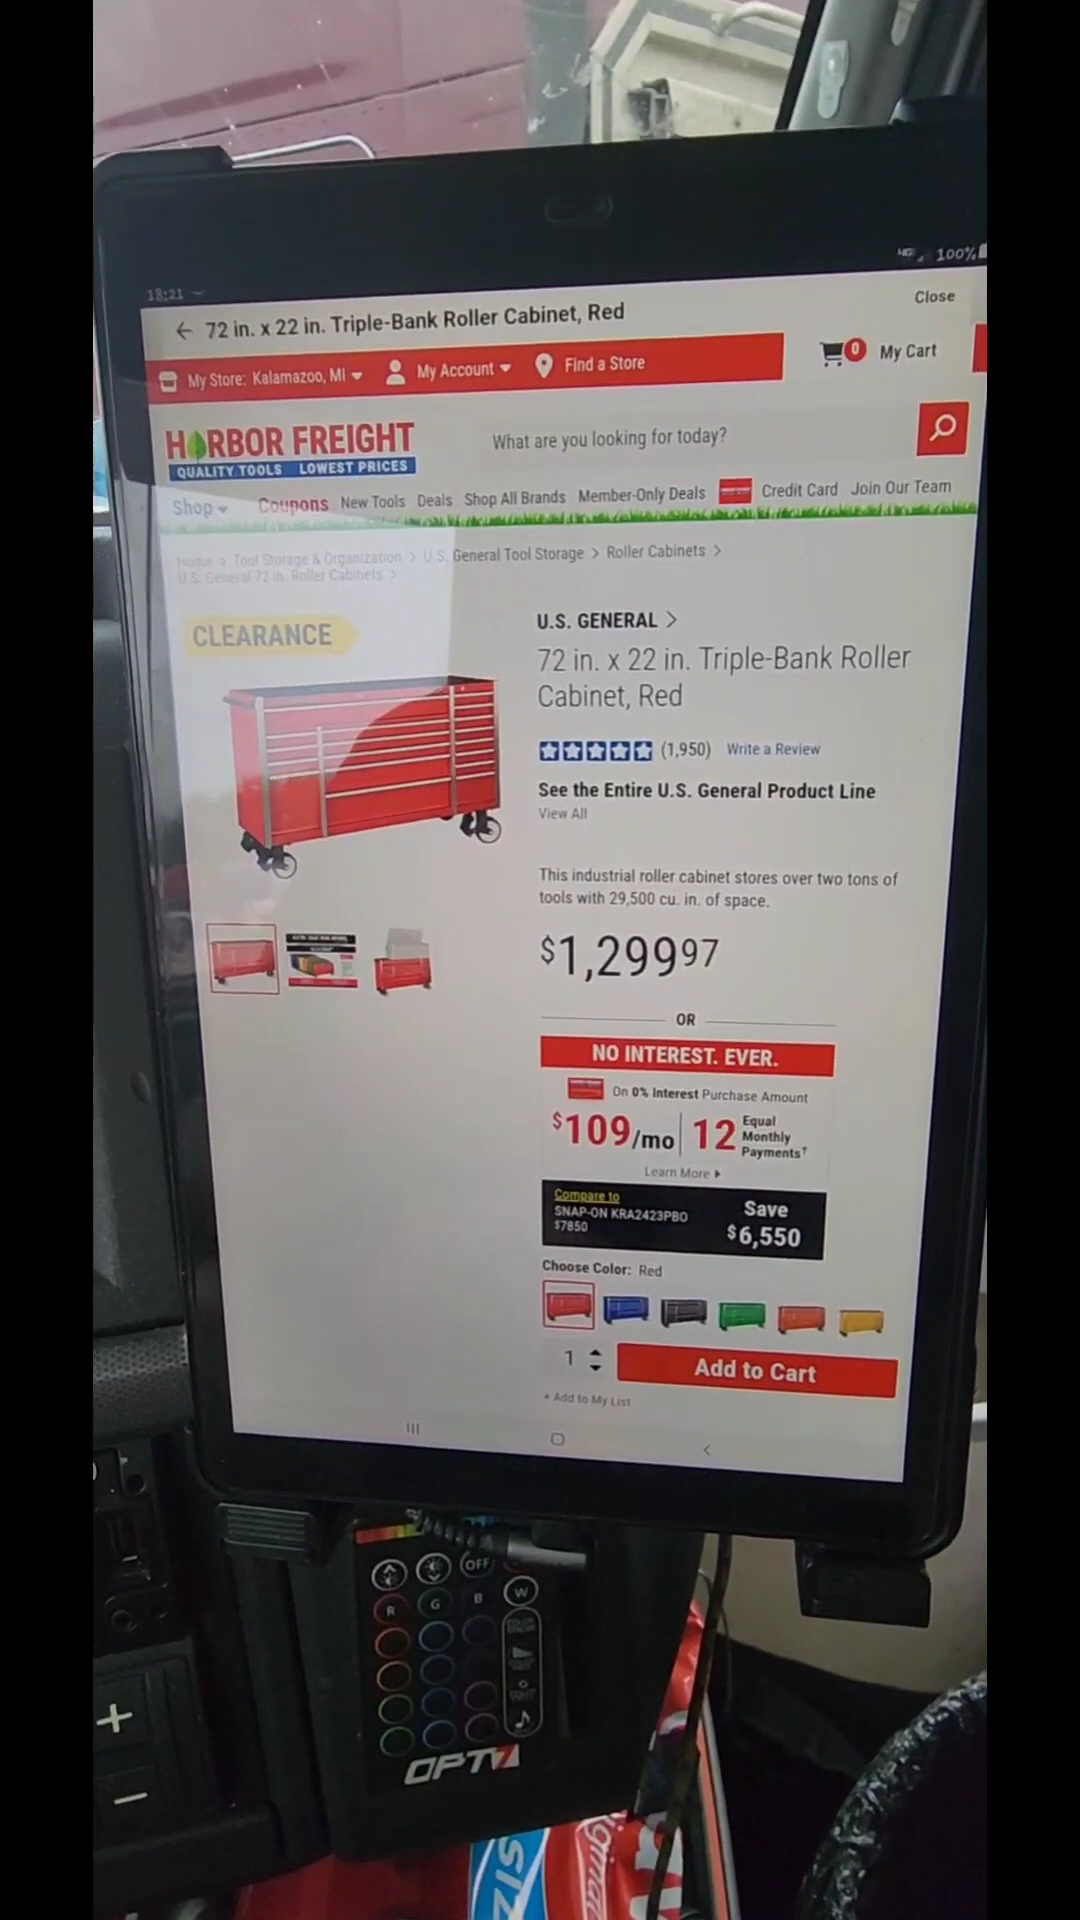 18:21
100%
Close
← 72 in. x 22 in. Triple-Bank Roller Cabinet, Red
My Store: Kalamazoo, MI
My Account
Find a Store
0 My Cart
HARBOR FREIGHT
QUALITY TOOLS LOWEST PRICES
What are you looking for today?
Shop
Coupons
New Tools
Deals
Shop All Brands
Member-Only Deals
Credit Card
Join Our Team
Home > Tool Storage & Organization > U.S. General Tool Storage > Roller Cabinets >
U.S. General 72 in. Roller Cabinets >
CLEARANCE
U.S. GENERAL >
72 in. x 22 in. Triple-Bank Roller
Cabinet, Red
(1,950) Write a Review
See the Entire U.S. General Product Line
View All
This industrial roller cabinet stores over two tons of
tools with 29,500 cu. in. of space.
$1,299 97
OR
NO INTEREST. EVER.
On 0% Interest Purchase Amount
$109/mo
12 Equal
Monthly
Payments†
Learn More
Compare to
SNAP-ON KRA2423PBO
$7850
Save
$6,550
Choose Color: Red
1
Add to Cart
+ Add to My List
OFF
R G B W
+
−
OPT7
SIZ